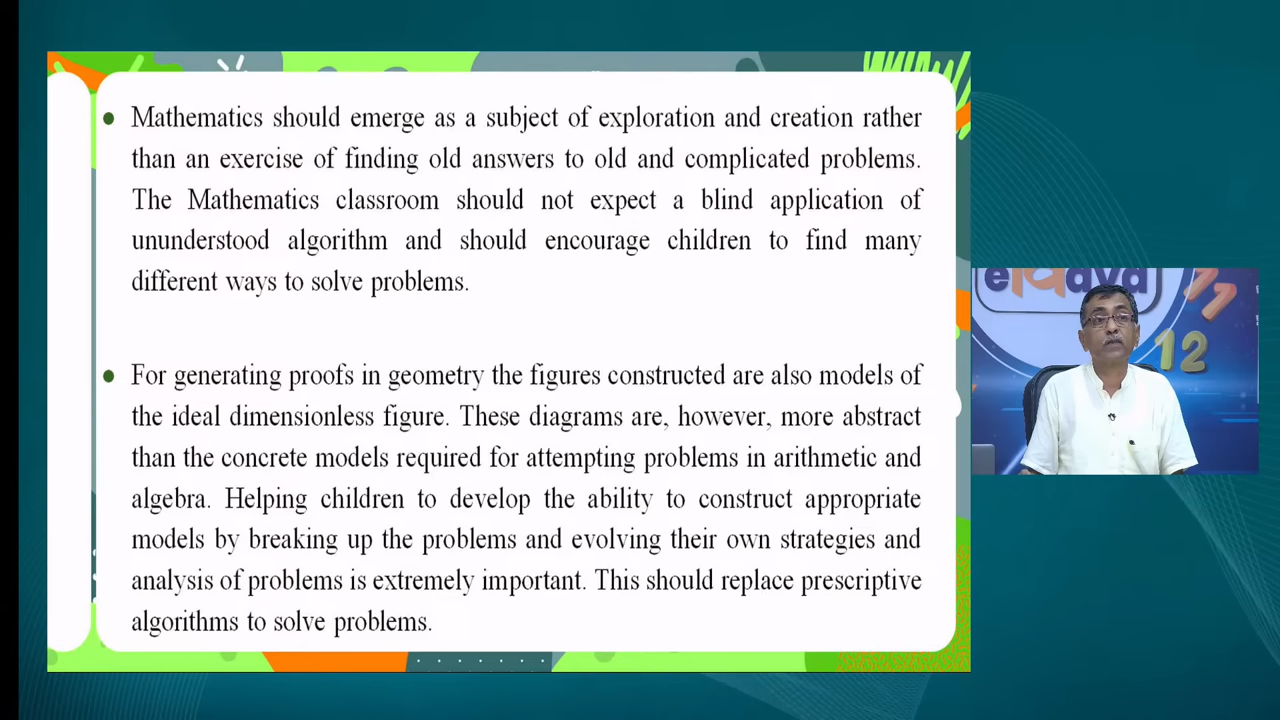 Mathematics should emerge as a subject of exploration and creation rather
than an exercise of finding old answers to old and complicated problems.
The Mathematics classroom should not expect a blind application of
ununderstood algorithm and should encourage children to find many
different ways to solve problems.
For generating proofs in geometry the figures constructed are also models of
the ideal dimensionless figure. These diagrams are, however, more abstract
than the concrete models required for attempting problems in arithmetic and
algebra. Helping children to develop the ability to construct appropriate
models by breaking up the problems and evolving their own strategies and
analysis of problems is extremely important. This should replace prescriptive
algorithms to solve problems.
12